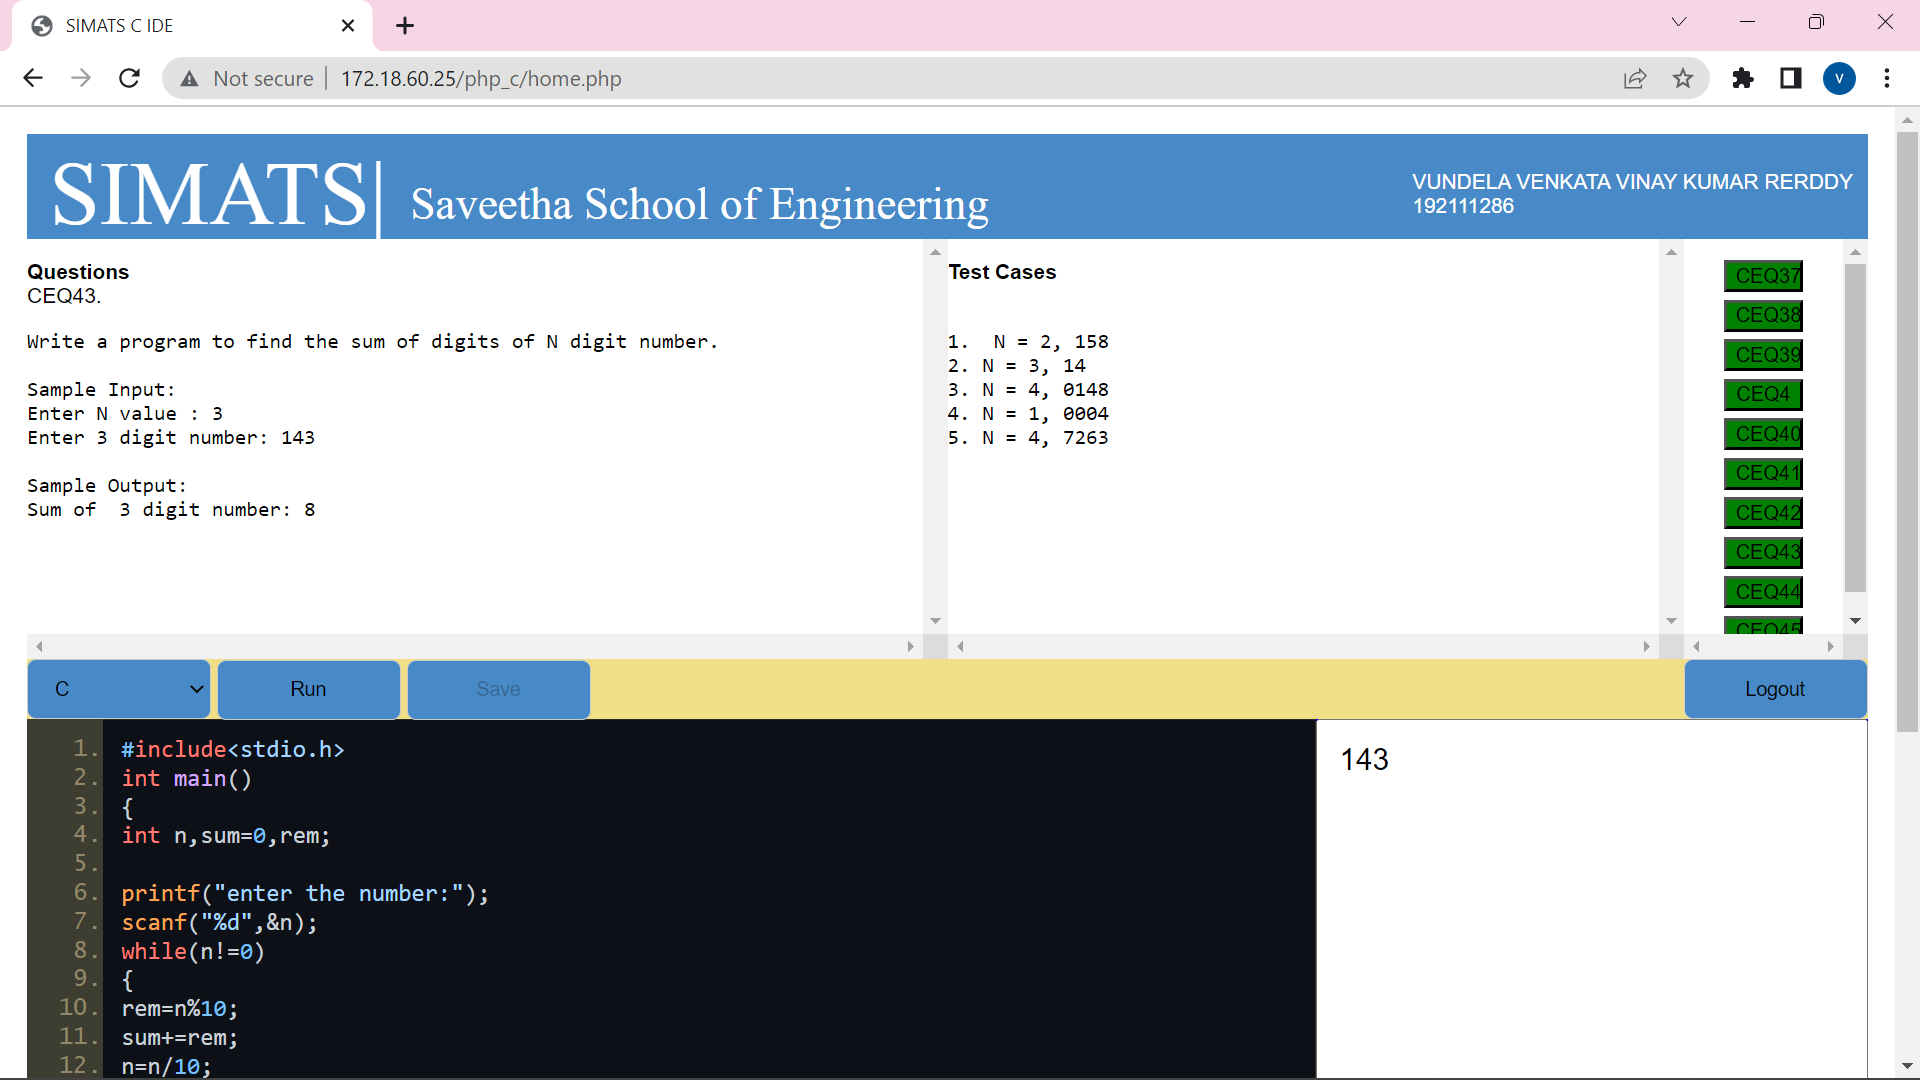 SIMATS C IDE
Not secure
172.18.60.25/php_c/home.php
V
SIMATS| Saveetha School of Engineering
VUNDELA VENKATA VINAY KUMAR RERDDY
192111286
Questions
CEQ43.
Write a program to find the sum of digits of N digit number.
Sample Input:
Enter N value : 3
Enter 3 digit number: 143
Sample Output:
Sum of  3 digit number: 8
Test Cases
1.  N = 2, 158
2. N = 3, 14
3. N = 4, 0148
4. N = 1, 0004
5. N = 4, 7263
CEQ37
CEQ38
CEQ39
CEQ4
CEQ40
CEQ41
CEQ42
CEQ43
CEQ44
CEQ45
C
Run
Save
Logout
1. #include<stdio.h>
2. int main()
3. {
4. int n,sum=0,rem;
5.
6. printf("enter the number:");
7. scanf("%d",&n);
8. while(n!=0)
9. {
10. rem=n%10;
11. sum+=rem;
12. n=n/10;
143